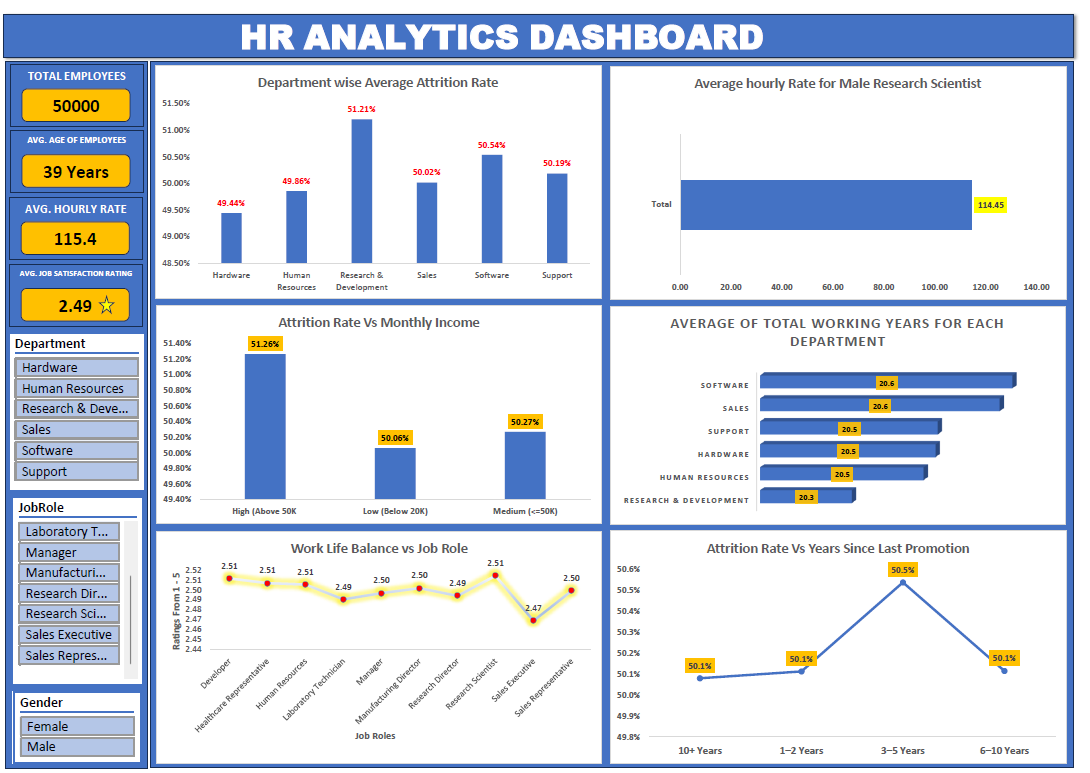 HR ANALYTICS DASHBOARD
TOTAL EMPLOYEES
50000
AVG. AGE OF EMPLOYEES
39 Years
AVG. HOURLY RATE
115.4
AVG. JOB SATISFACTION RATING
2.49
Department
Hardware
Human Resources
Research & Deve...
Sales
Software
Support
JobRole
Laboratory T...
Manager
Manufacturi...
Research Dir...
Research Sci...
Sales Executive
Sales Repres...
Gender
Female
Male
Department wise Average Attrition Rate
51.50%
51.00%
50.50%
50.00%
49.50%
49.00%
48.50%
49.44%
49.86%
51.21%
50.02%
50.54%
50.19%
Hardware
Human
Resources
Research &
Development
Sales
Software
Support
Average hourly Rate for Male Research Scientist
Total
114.45
0.00 20.00 40.00 60.00 80.00 100.00 120.00 140.00
Attrition Rate Vs Monthly Income
51.40%
51.20%
51.00%
50.80%
50.60%
50.40%
50.20%
50.00%
49.80%
49.60%
49.40%
51.26%
50.06%
50.27%
High (Above 50K
Low (Below 20K)
Medium (<=50K)
AVERAGE OF TOTAL WORKING YEARS FOR EACH
DEPARTMENT
SOFTWARE 20.6
SALES 20.6
SUPPORT 20.5
HARDWARE 20.5
HUMAN RESOURCES 20.5
RESEARCH & DEVELOPMENT 20.3
Work Life Balance vs Job Role
Ratings From 1 - 5
2.52
2.51
2.50
2.49
2.48
2.47
2.46
2.45
2.44
2.51
2.51
2.51
2.49
2.50
2.50
2.49
2.51
2.47
2.50
Developer
Healthcare Representative
Human Resources
Laboratory Technician
Manager
Manufacturing Director
Research Director
Research Scientist
Sales Executive
Sales Representative
Job Roles
Attrition Rate Vs Years Since Last Promotion
50.6%
50.5%
50.4%
50.3%
50.2%
50.1%
50.0%
49.9%
49.8%
50.1%
50.1%
50.5%
50.1%
10+ Years
1–2 Years
3–5 Years
6–10 Years